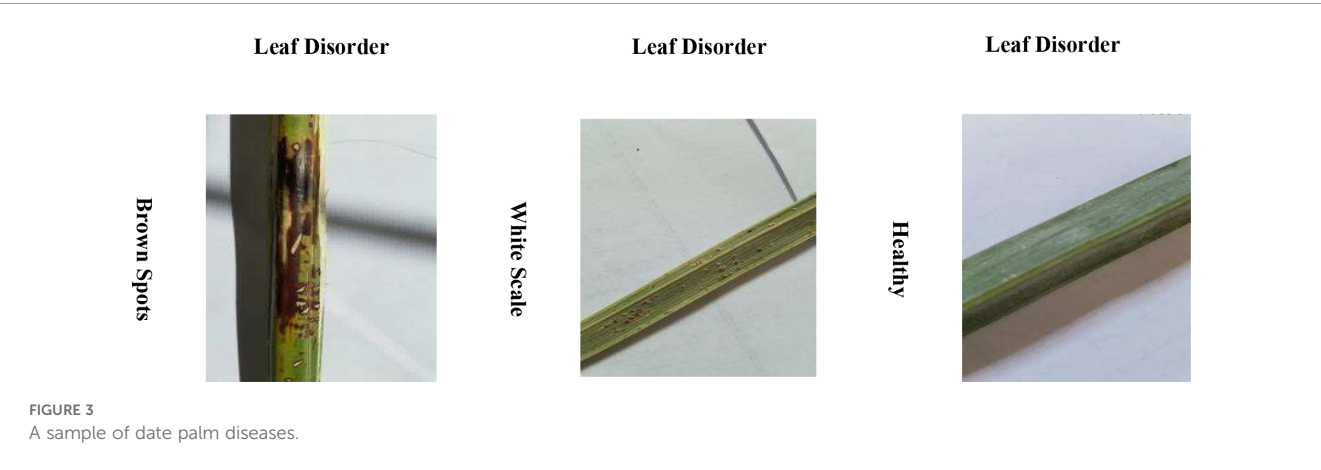 Leaf Disorder
Leaf Disorder
Leaf Disorder
Brown Spots
White Scale
Healthy
FIGURE 3
A sample of date palm diseases.